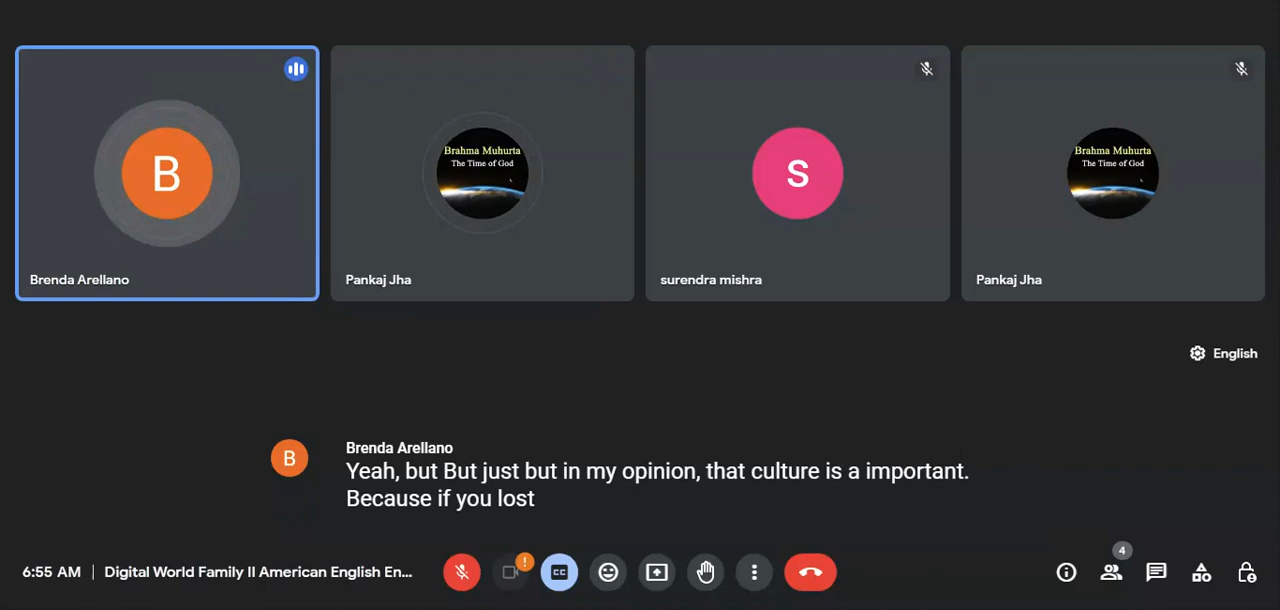 B
Brenda Arellano
Brahma Muhurta
The Time of God
Pankaj Jha
S
surendra mishra
Brahma Muhurta
The Time of God
Pankaj Jha
English
B
Brenda Arellano
Yeah, but But just but in my opinion, that culture is a important.
Because if you lost
6:55 AM | Digital World Family II American English En...
!
CC
4